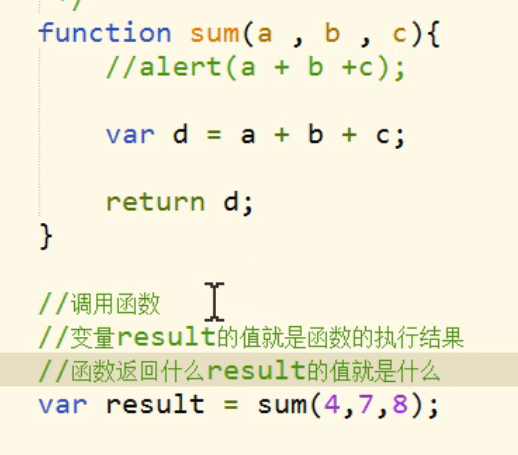 */
function sum(a , b , c){
//alert(a + b +c);
var d = a + b + c;
return d;
}
//调用函数
//变量result的值就是函数的执行结果
//函数返回什么result的值就是什么
var result = sum(4,7,8);